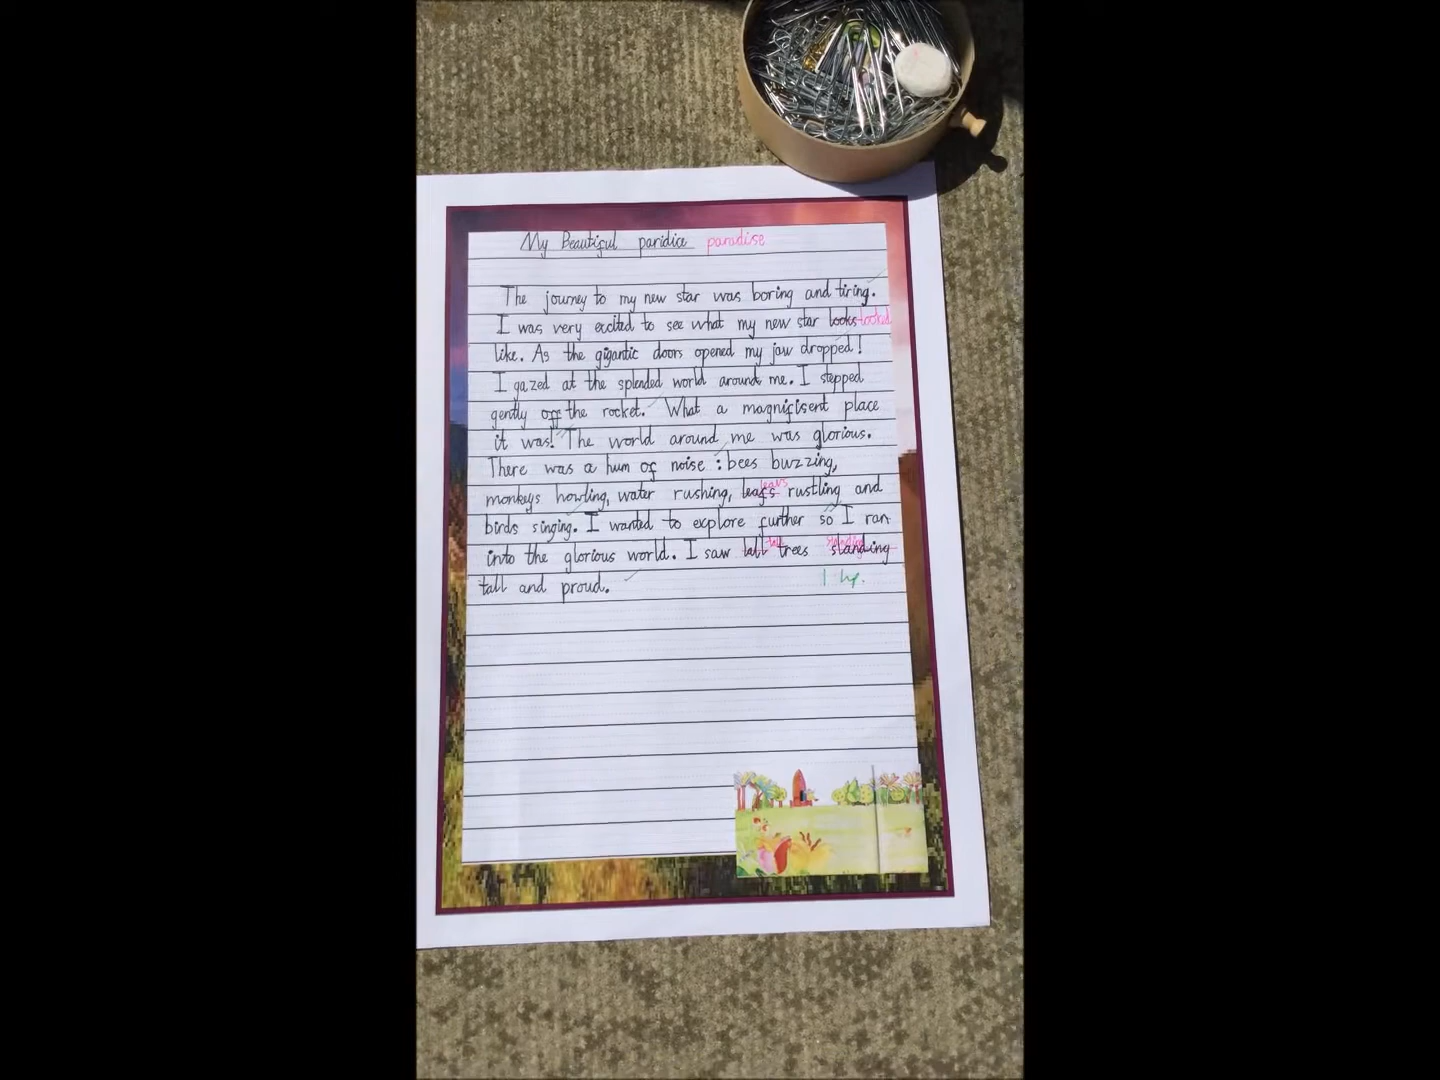 My Beautiful paridice paradise
The journey to my new star was boring and tiring.
I was very excited to see what my new star looks looked
like. As the gigantic doors opened my jaw dropped!
I gazed at the splended world around me. I stepped
gently off the rocket. What a magnifisent place
it was! The world around me was glorious.
There was a hum of noise : bees buzzing,
monkeys howling, water rushing, leafs leavs rustling and
birds singing. I wanted to explore further so I ran
into the glorious world. I saw tall tall trees standing standing
tall and proud.